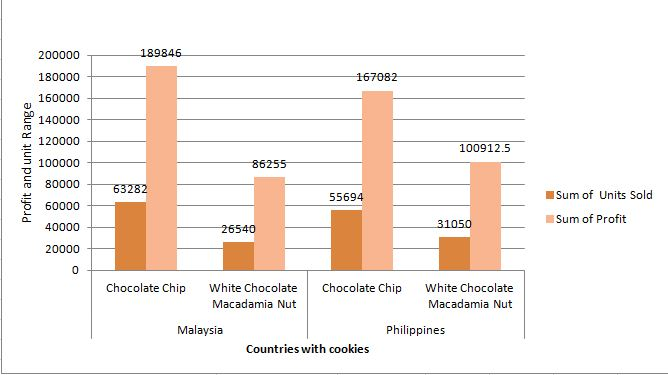 189846
167082
100912.5
86255
63282
55694
26540
31050
200000
180000
160000
140000
120000
100000
80000
60000
40000
20000
0
Profit and unit Range
Chocolate Chip
White Chocolate
Macadamia Nut
Chocolate Chip
White Chocolate
Macadamia Nut
Malaysia
Philippines
Countries with cookies
Sum of Units Sold
Sum of Profit